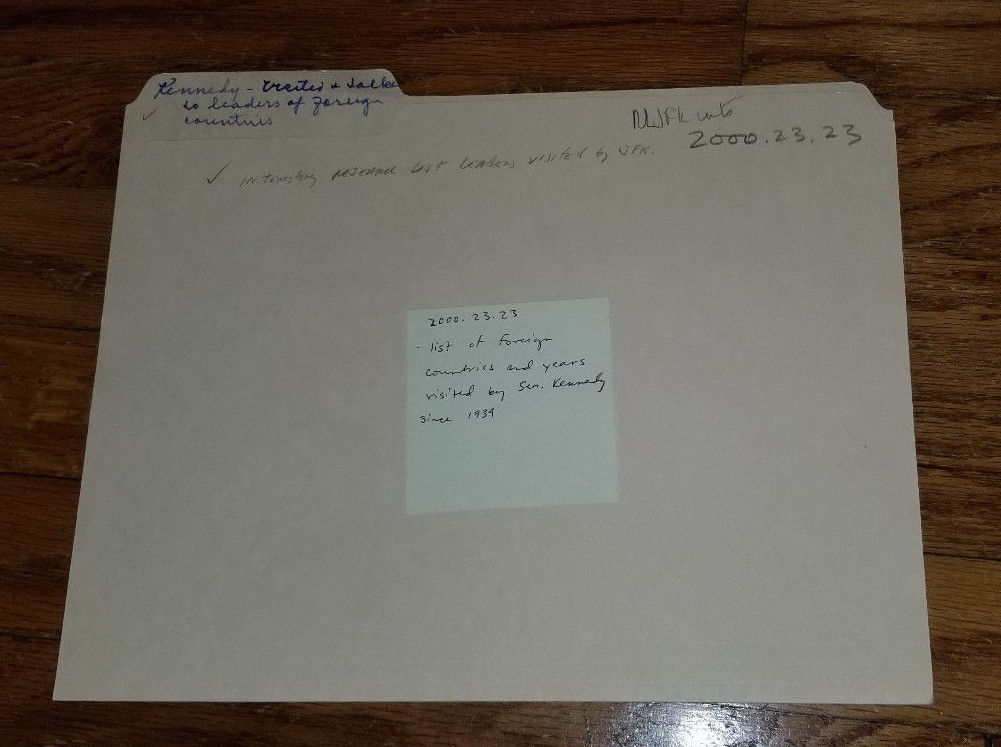 Kennedy - visited & talked
to leaders of Foreign
countries
2000.23.23
✓ interesting research list leaders visited by JFK.
2000.23.23
- list of foreign
countries and years
visited by Sen. Kennedy
since 1939